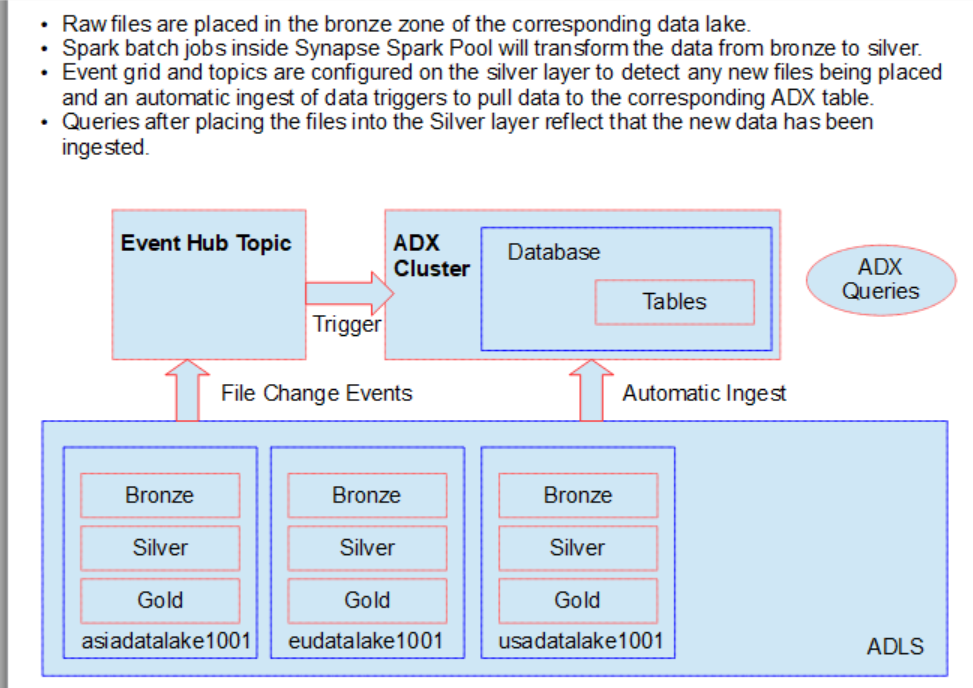 • Raw files are placed in the bronze zone of the corresponding data lake.
• Spark batch jobs inside Synapse Spark Pool will transform the data from bronze to silver.
• Event grid and topics are configured on the silver layer to detect any new files being placed
and an automatic ingest of data triggers to pull data to the corresponding ADX table.
• Queries after placing the files into the Silver layer reflect that the new data has been
ingested.
Event Hub Topic
Trigger
ADX
Cluster
Database
Tables
ADX
Queries
File Change Events
Automatic Ingest
Bronze
Silver
Gold
asiadatalake1001
Bronze
Silver
Gold
eudatalake1001
Bronze
Silver
Gold
usadatalake1001
ADLS